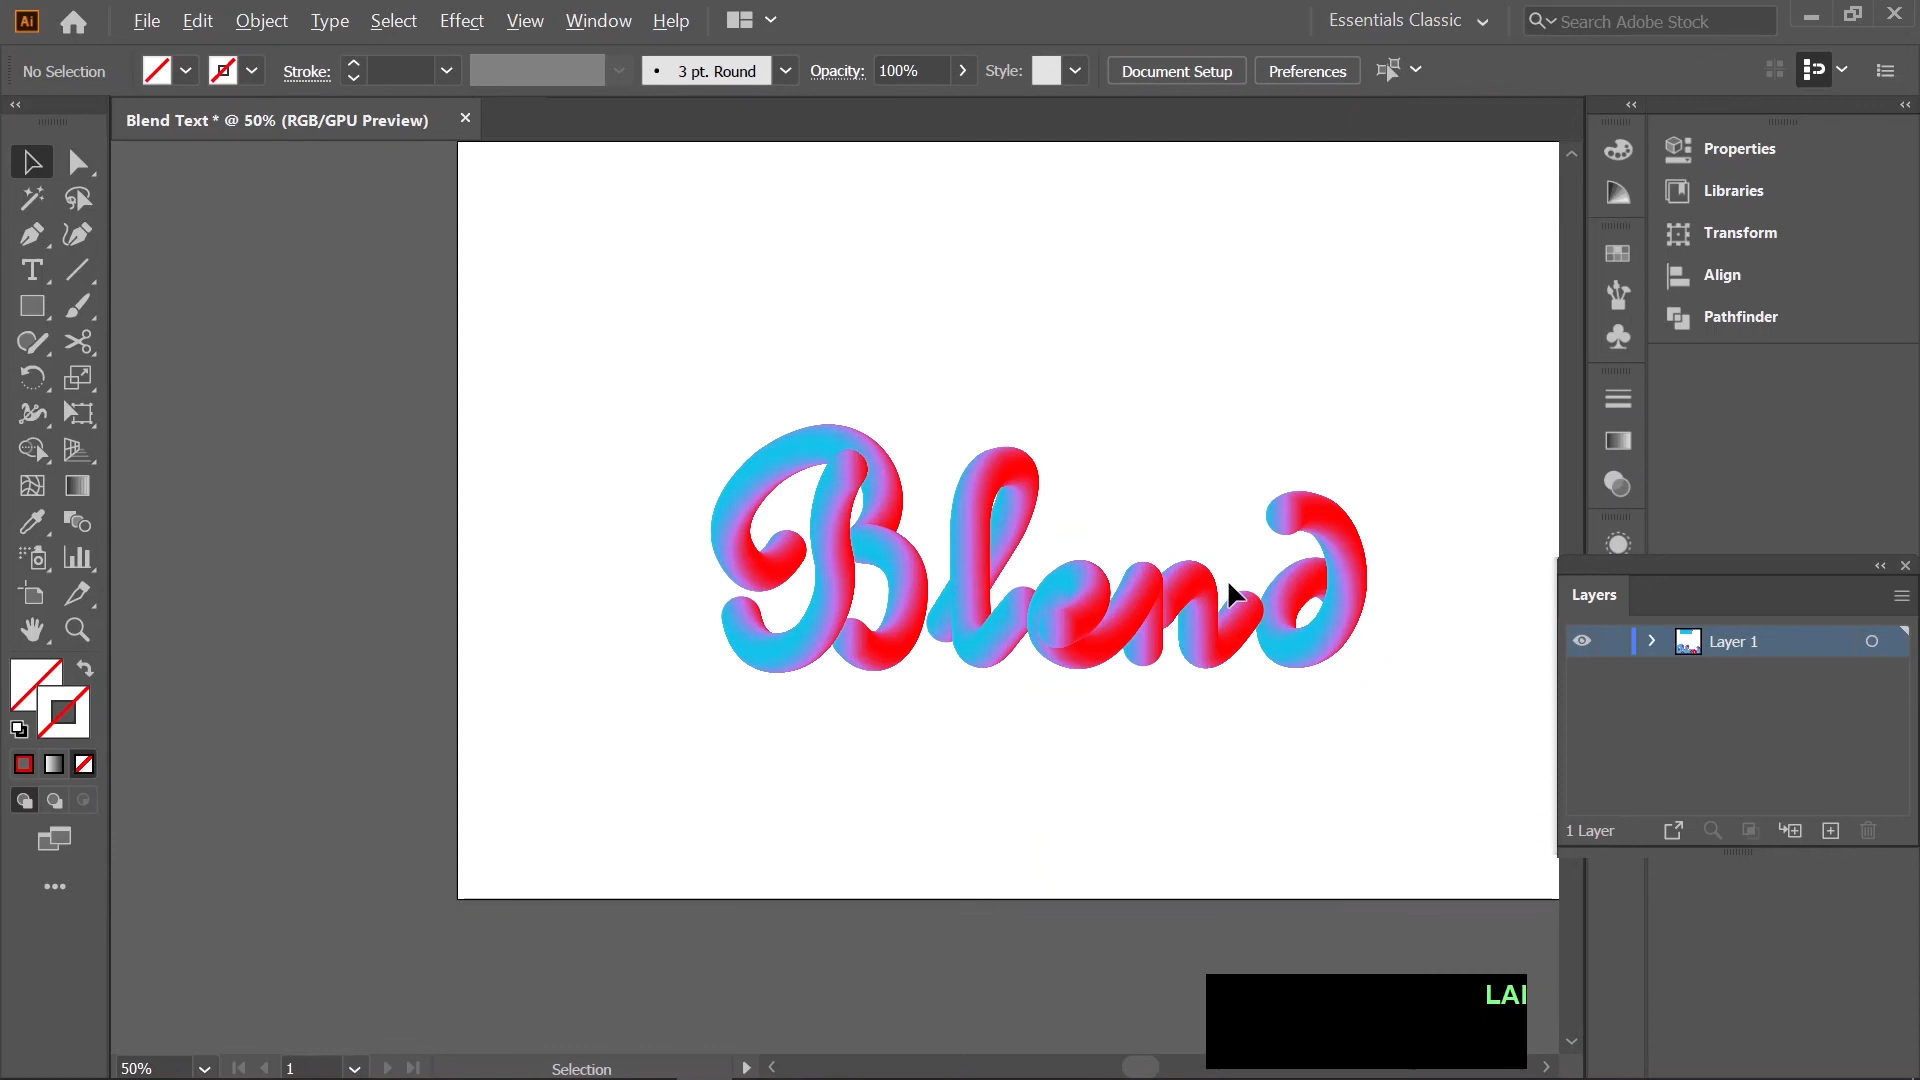 Ai File Edit Object Type Select Effect View Window Help Essentials Classic Search Adobe Stock
No Selection Stroke: 3 pt. Round Opacity: 100% Style: Document Setup Preferences
Blend Text* @ 50% (RGB/GPU Preview)
Properties
Libraries
Transform
Align
Pathfinder
Blend
Layers
Layer 1
1 Layer
LAI
50% 1 Selection